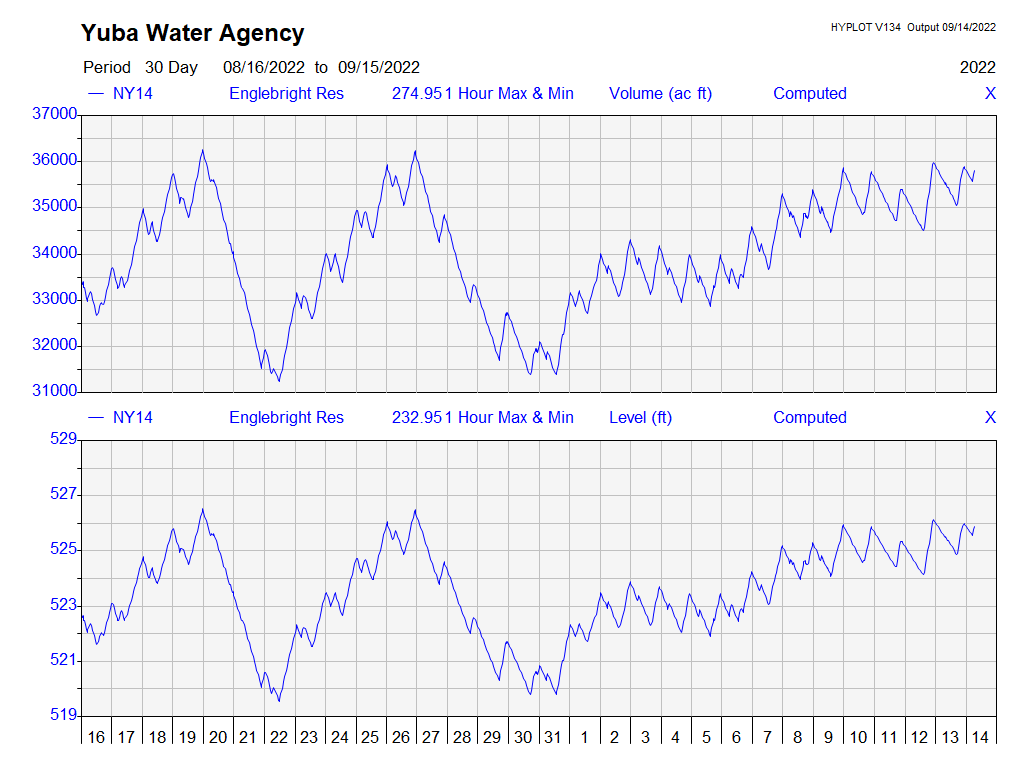 Yuba Water Agency
HYPLOT V134 Output 09/14/2022
Period 30 Day 08/16/2022 to 09/15/2022 2022
NY14 Englebright Res 274.951 Hour Max & Min Volume (ac ft) Computed X
37000
36000
35000
34000
33000
32000
31000
NY14 Englebright Res 232.951 Hour Max & Min Level (ft) Computed X
529
527
525
523
521
519
16 17 18 19 20 21 22 23 24 25 26 27 28 29 30 31 1 2 3 4 5 6 7 8 9 10 11 12 13 14